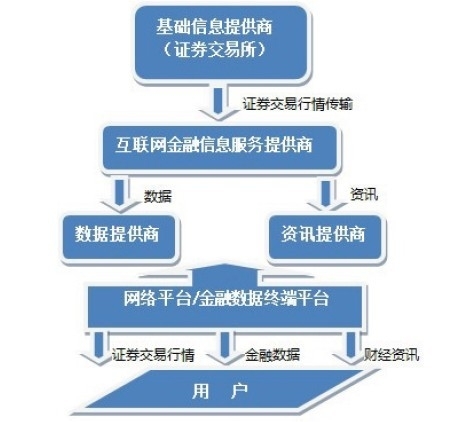 基础信息提供商
（证券交易所）
证券交易行情传输
互联网金融信息服务提供商
数据
资讯
数据提供商
资讯提供商
网络平台/金融数据终端平台
证券交易行情
金融数据
财经资讯
用 户